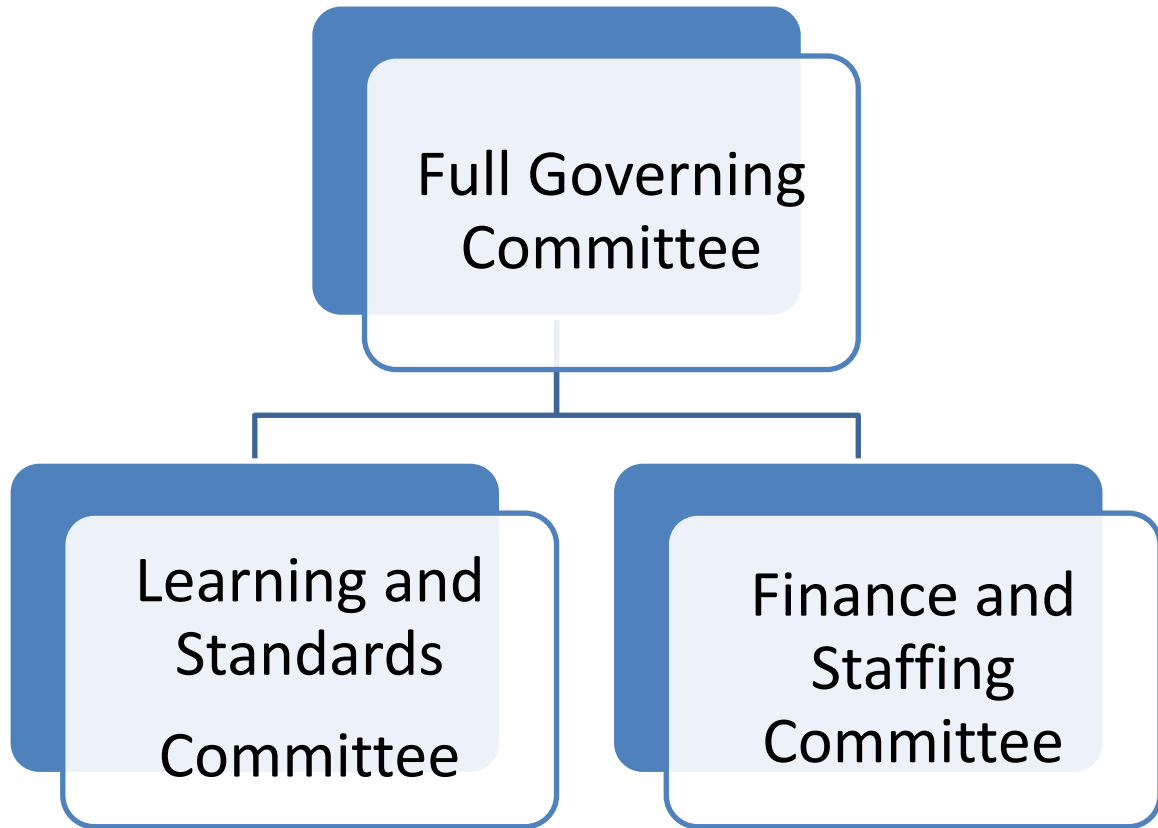 Full Governing
Committee
Learning and
Standards
Committee
Finance and
Staffing
Committee